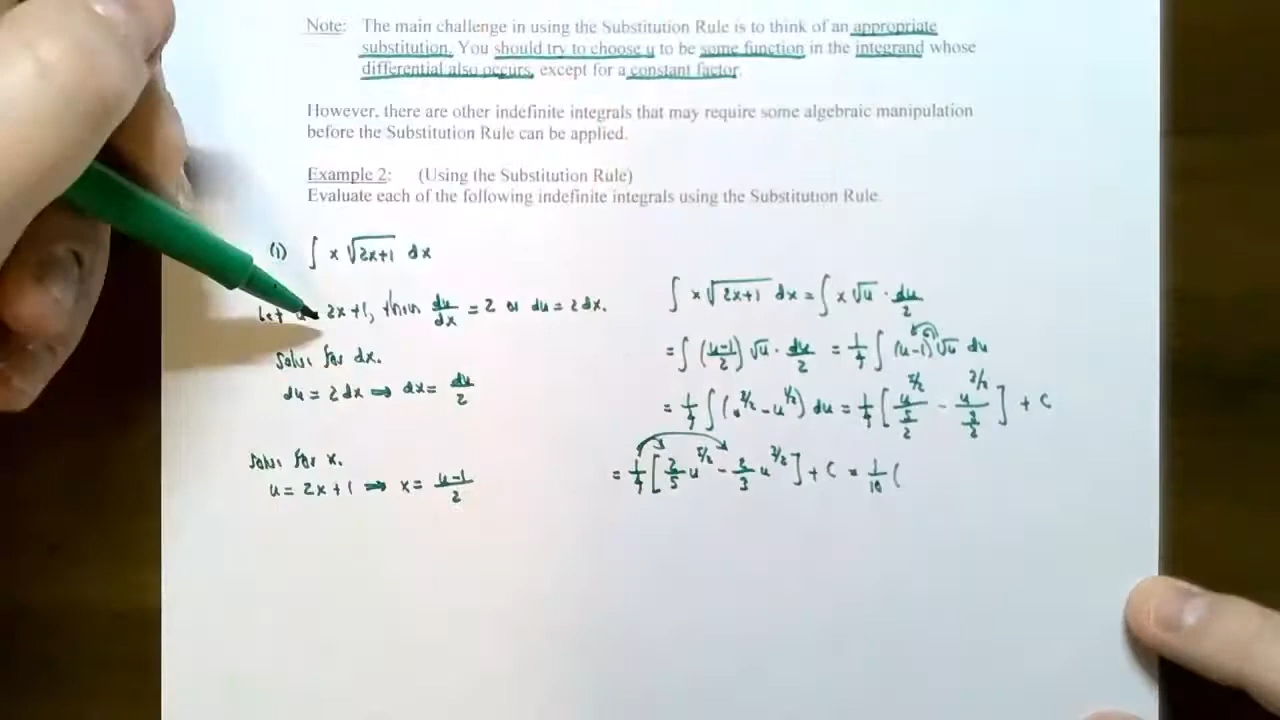 Note: The main challenge in using the Substitution Rule is to think of an appropriate
substitution. You should try to choose u to be some function in the integrand whose
differential also occurs, except for a constant factor.
However, there are other indefinite integrals that may require some algebraic manipulation
before the Substitution Rule can be applied.
Example 2: (Using the Substitution Rule)
Evaluate each of the following indefinite integrals using the Substitution Rule.
(1) ∫ x √(2x+1) dx
Let u 2x+1, then du/dx = 2 or du = 2dx.
Solve for dx.
du = 2dx ⟹ dx = du/2
Solve for x.
u = 2x+1 ⟹ x = (u-1)/2
∫ x √(2x+1) dx = ∫ x √u · du/2
= ∫ ((u-1)/2) √u · du/2 = 1/4 ∫ (u-1) √u du
= 1/4 ∫ (u^3/2 - u^1/2) du = 1/4 [ u^5/2 / (5/2) - u^3/2 / (3/2) ] + C
= 1/4 [ 2/5 u^5/2 - 2/3 u^3/2 ] + C = 1/10 (